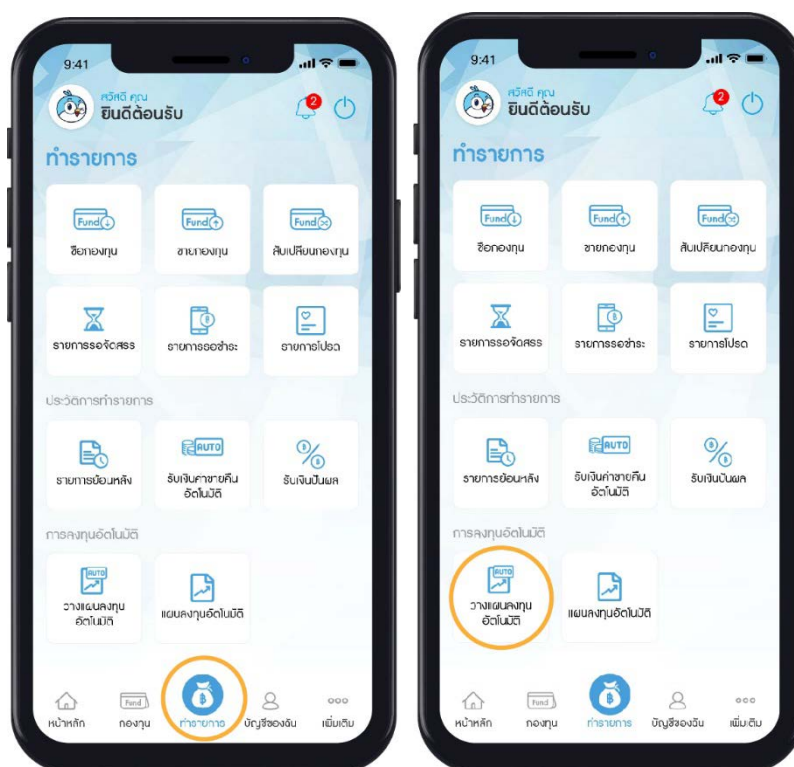 9:41
สวัสดี คุณ
ยินดีต้อนรับ
2
ทำรายการ
Fund
Fund
Fund
ซื้อกองทุน
ขายกองทุน
สับเปลี่ยนกองทุน
รายการรอจัดสรร
รายการรอชำระ
รายการโปรด
ประวัติการทำรายการ
AUTO
รายการย้อนหลัง
รับเงินค่าขายคืน
อัตโนมัติ
รับเงินปันผล
การลงทุนอัตโนมัติ
AUTO
วางแผนลงทุน
อัตโนมัติ
แผนลงทุนอัตโนมัติ
Fund
หน้าหลัก
กองทุน
ทำรายการ
บัญชีของฉัน
เพิ่มเติม
9:41
สวัสดี คุณ
ยินดีต้อนรับ
2
ทำรายการ
Fund
Fund
Fund
ซื้อกองทุน
ขายกองทุน
สับเปลี่ยนกองทุน
รายการรอจัดสรร
รายการรอชำระ
รายการโปรด
ประวัติการทำรายการ
AUTO
รายการย้อนหลัง
รับเงินค่าขายคืน
อัตโนมัติ
รับเงินปันผล
การลงทุนอัตโนมัติ
AUTO
วางแผนลงทุน
อัตโนมัติ
แผนลงทุนอัตโนมัติ
Fund
หน้าหลัก
กองทุน
ทำรายการ
บัญชีของฉัน
เพิ่มเติม